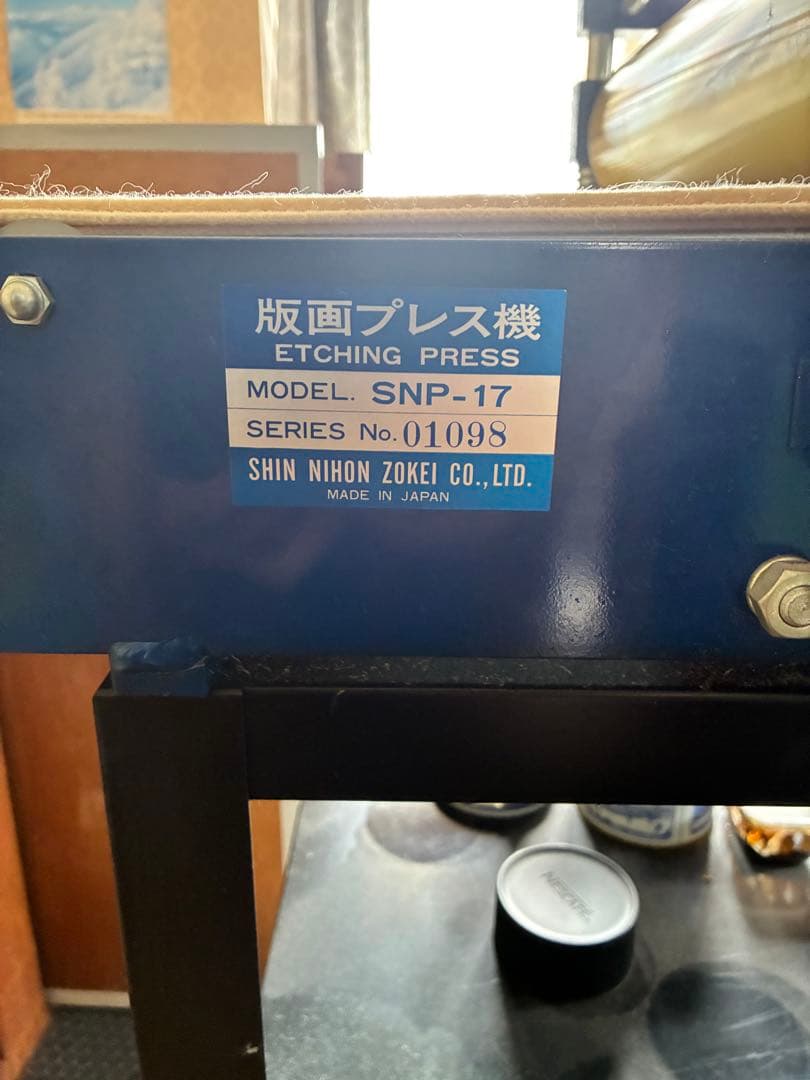 版画プレス機
ETCHING PRESS
MODEL. SNP-17
SERIES No. 01098
SHIN NIHON ZOKEI CO.,LTD.
MADE IN JAPAN
NESCAFÉ